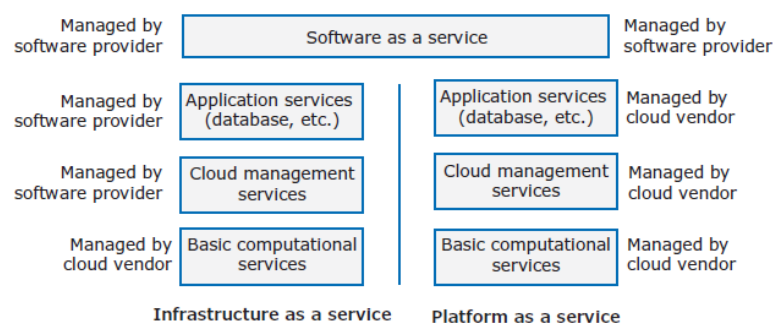 Managed by
software provider
Software as a service
Managed by
software provider
Managed by
software provider
Application services
(database, etc.)
Application services
(database, etc.)
Managed by
cloud vendor
Managed by
software provider
Cloud management
services
Cloud management
services
Managed by
cloud vendor
Managed by
cloud vendor
Basic computational
services
Basic computational
services
Managed by
cloud vendor
Infrastructure as a service
Platform as a service